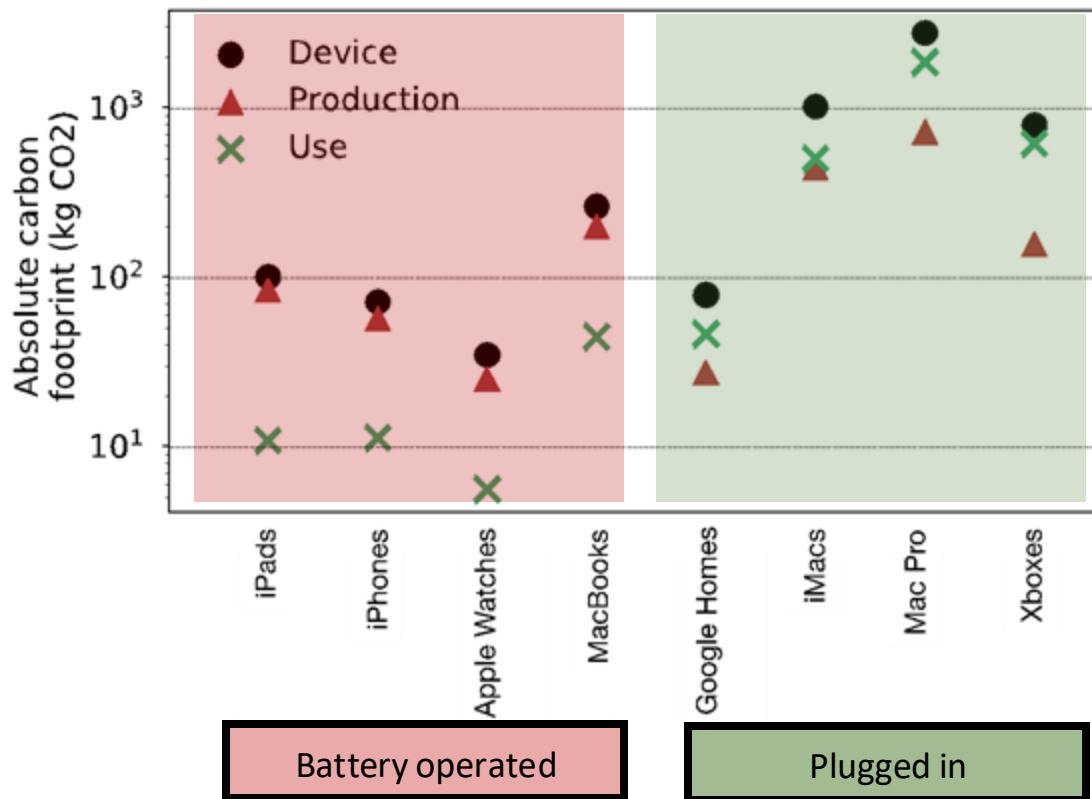 Device
Production
Use
Absolute carbon
footprint (kg CO2)
10³
10²
10¹
iPads
iPhones
Apple Watches
MacBooks
Google Homes
iMacs
Mac Pro
Xboxes
Battery operated
Plugged in